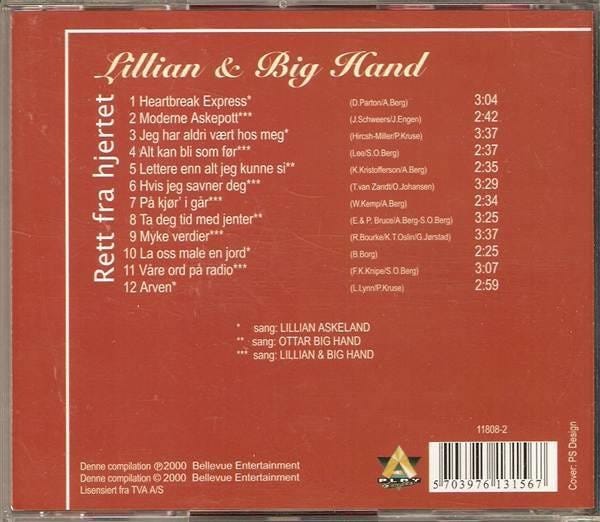 Lillian & Big Hand
Rett fra hjertet
1 Heartbreak Express* (D.Parton/A.Berg) 3:04
2 Moderne Askepott*** (J.Schweers/J.Engen) 2:42
3 Jeg har aldri vært hos meg* (Hircsh-Miller/P.Kruse) 3:37
4 Alt kan bli som før*** (Lee/S.O.Berg) 2:37
5 Lettere enn alt jeg kunne si** (K.Kristofferson/A.Berg) 2:35
6 Hvis jeg savner deg*** (T.van Zandt/O.Johansen) 3:29
7 På kjør' i går*** (W.Kemp/A.Berg) 2:34
8 Ta deg tid med jenter** (E.& P. Bruce/A.Berg-S.O.Berg) 3:25
9 Myke verdier*** (R.Bourke/K.T.Oslin/G.Jørstad) 3:37
10 La oss male en jord* (B.Borg) 2:25
11 Våre ord på radio*** (F.K.Knipe/S.O.Berg) 3:07
12 Arven* (L.Lynn/P.Kruse) 2:59
* sang: LILLIAN ASKELAND
** sang: OTTAR BIG HAND
*** sang: LILLIAN & BIG HAND
11808-2
Denne compilation ℗2000 Bellevue Entertainment
Denne compilation © 2000 Bellevue Entertainment
Lisensiert fra TVA A/S
PLAY
5 703976 131567
Cover: PS Design